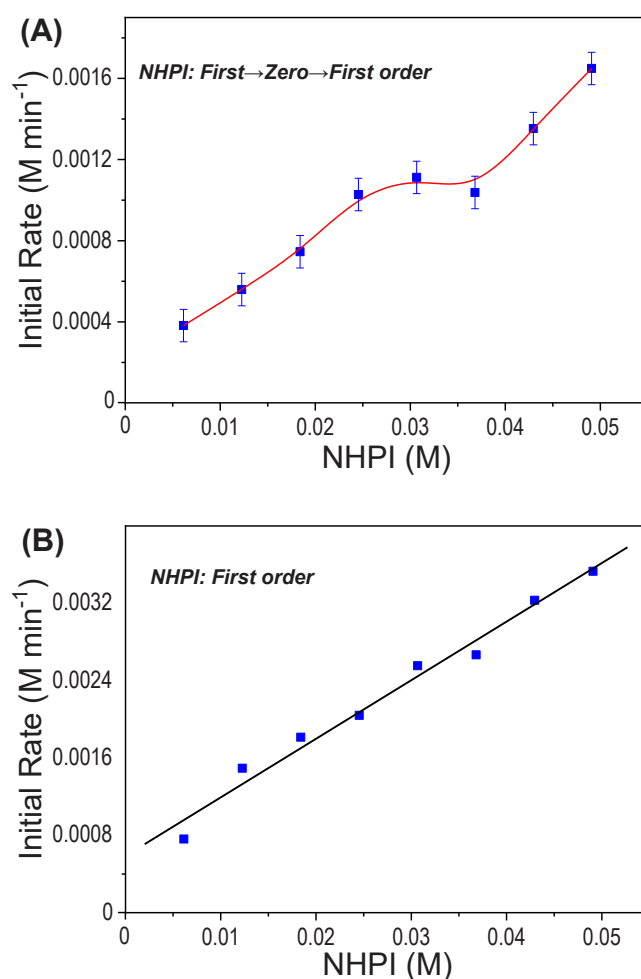 (A)
NHPI: First→Zero→First order
Initial Rate (M min⁻¹)
0.0016
0.0012
0.0008
0.0004
0
0 0.01 0.02 0.03 0.04 0.05
NHPI (M)
(B)
NHPI: First order
Initial Rate (M min⁻¹)
0.0032
0.0024
0.0016
0.0008
0
0 0.01 0.02 0.03 0.04 0.05
NHPI (M)